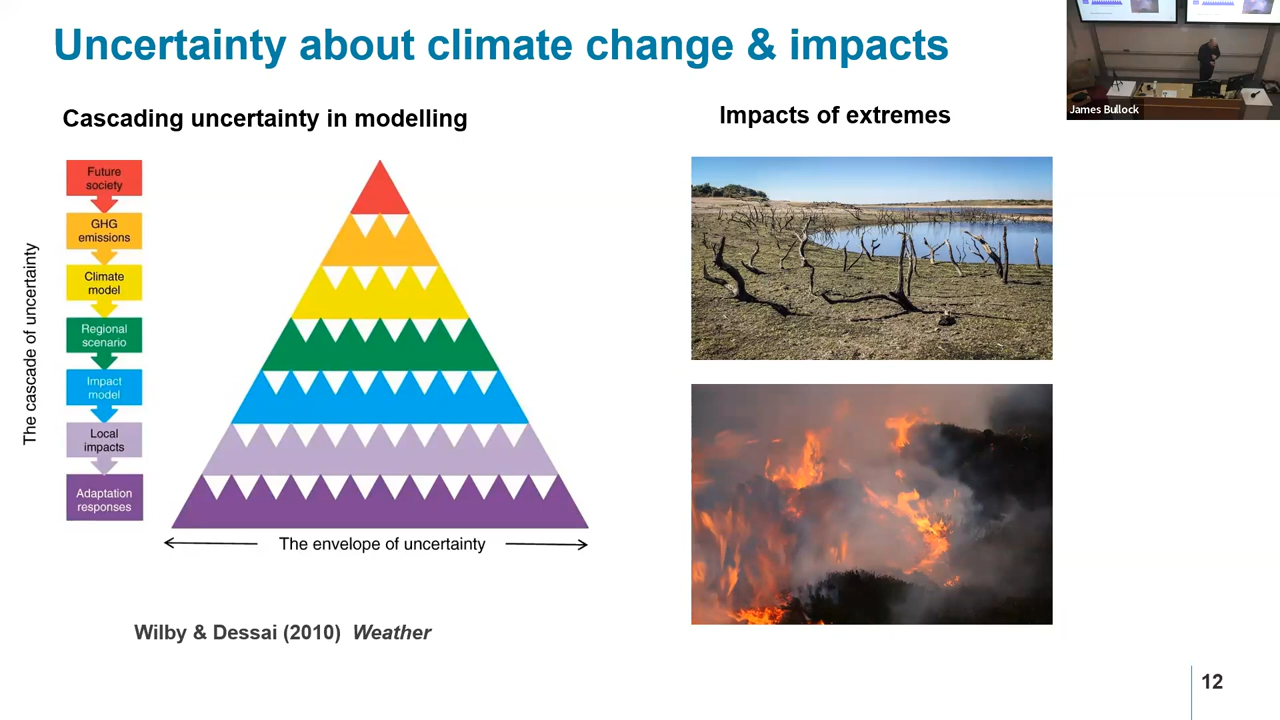 Uncertainty about climate change & impacts
James Bullock
Cascading uncertainty in modelling
Impacts of extremes
The cascade of uncertainty
Future
society
GHG
emissions
Climate
model
Regional
scenario
Impact
model
Local
impacts
Adaptation
responses
The envelope of uncertainty
Wilby & Dessai (2010) Weather
12